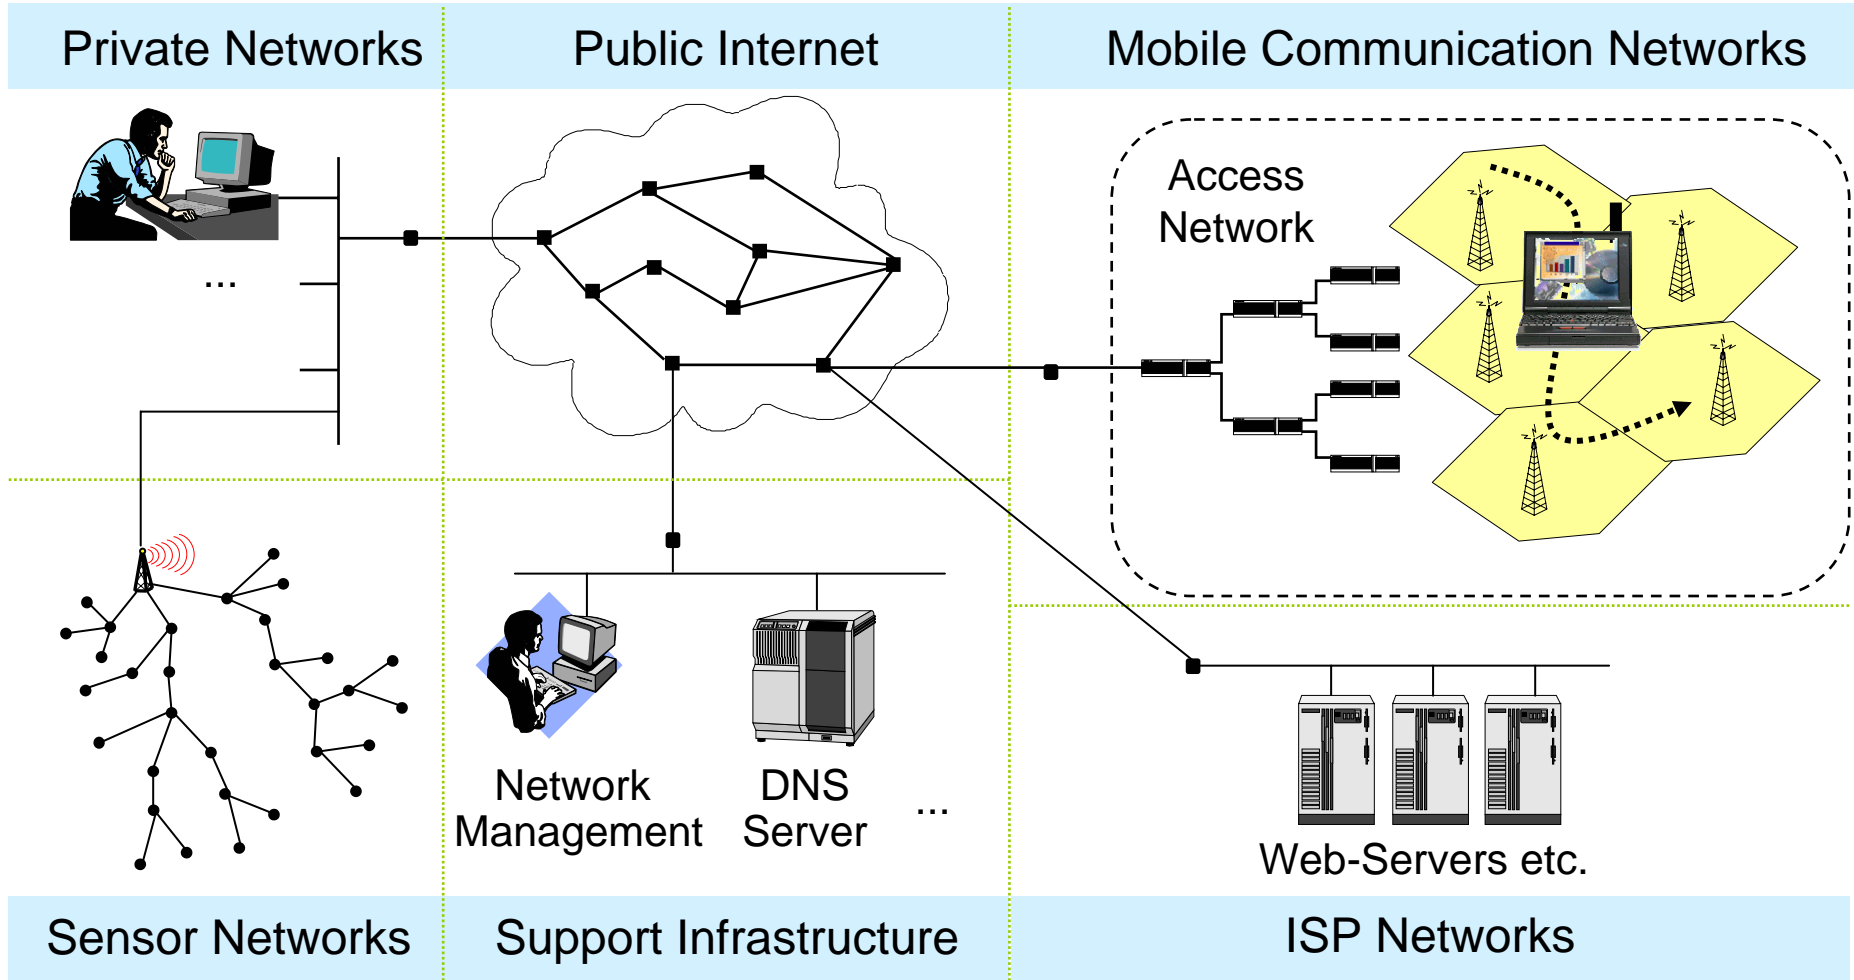 Private Networks
Public Internet
Mobile Communication Networks
Access
Network
...
Network
Management
DNS
Server
...
Web-Servers etc.
Sensor Networks
Support Infrastructure
ISP Networks